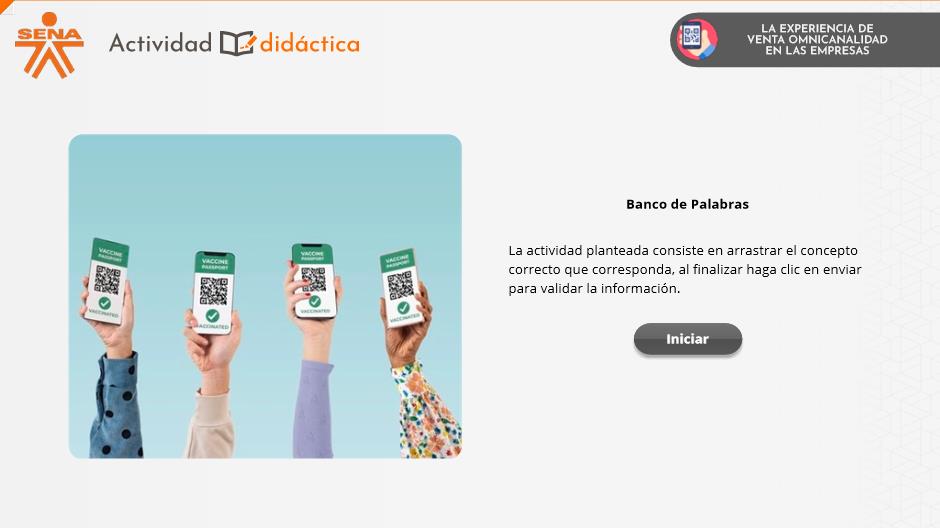 SENA
Actividad didáctica
LA EXPERIENCIA DE
VENTA OMNICANALIDAD
EN LAS EMPRESAS
VACCINE
PASSPORT
VACCINATED
VACCINE
PASSPORT
VACCINATED
VACCINE
PASSPORT
VACCINATED
VACCINE
PASSPORT
VACCINATED
Banco de Palabras
La actividad planteada consiste en arrastrar el concepto
correcto que corresponda, al finalizar haga clic en enviar
para validar la información.
Iniciar